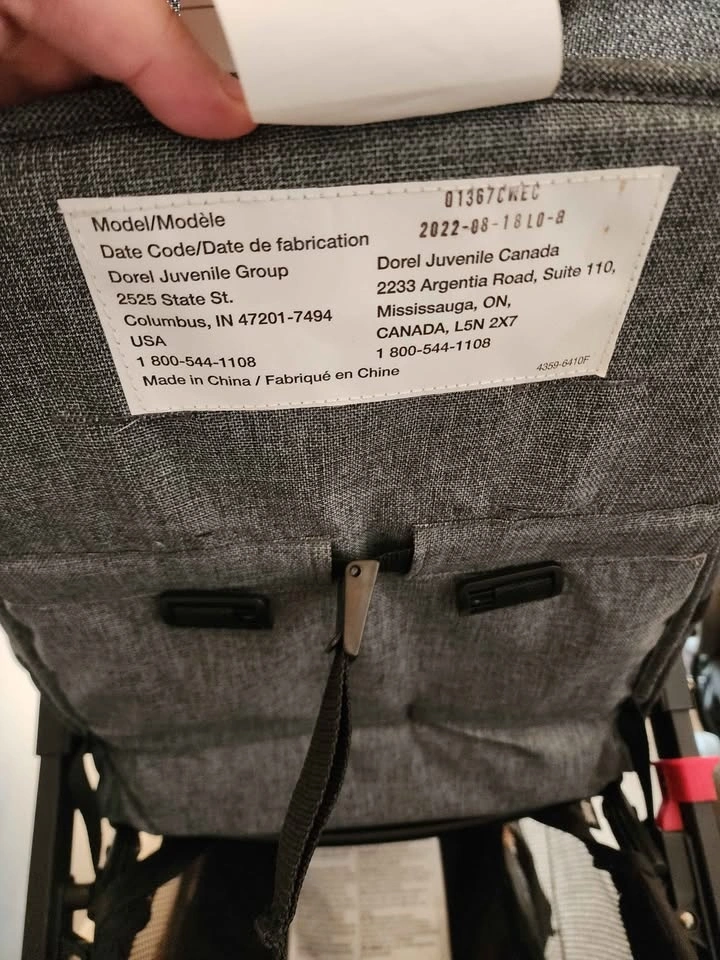 Model/Modèle 01367CWEC
Date Code/Date de fabrication 2022-08-18L0-a
Dorel Juvenile Group
2525 State St.
Columbus, IN 47201-7494
USA
1 800-544-1108
Dorel Juvenile Canada
2233 Argentia Road, Suite 110,
Mississauga, ON,
CANADA, L5N 2X7
1 800-544-1108
Made in China / Fabriqué en Chine
4359-6410F